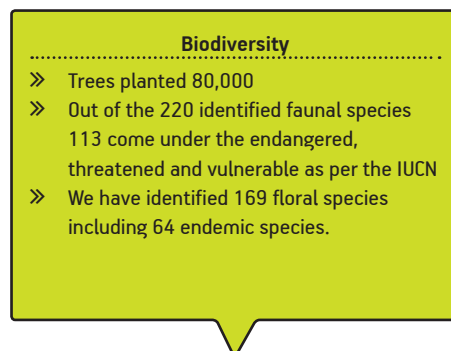 Biodiversity
» Trees planted 80,000
» Out of the 220 identified faunal species
113 come under the endangered,
threatened and vulnerable as per the IUCN
» We have identified 169 floral species
including 64 endemic species.